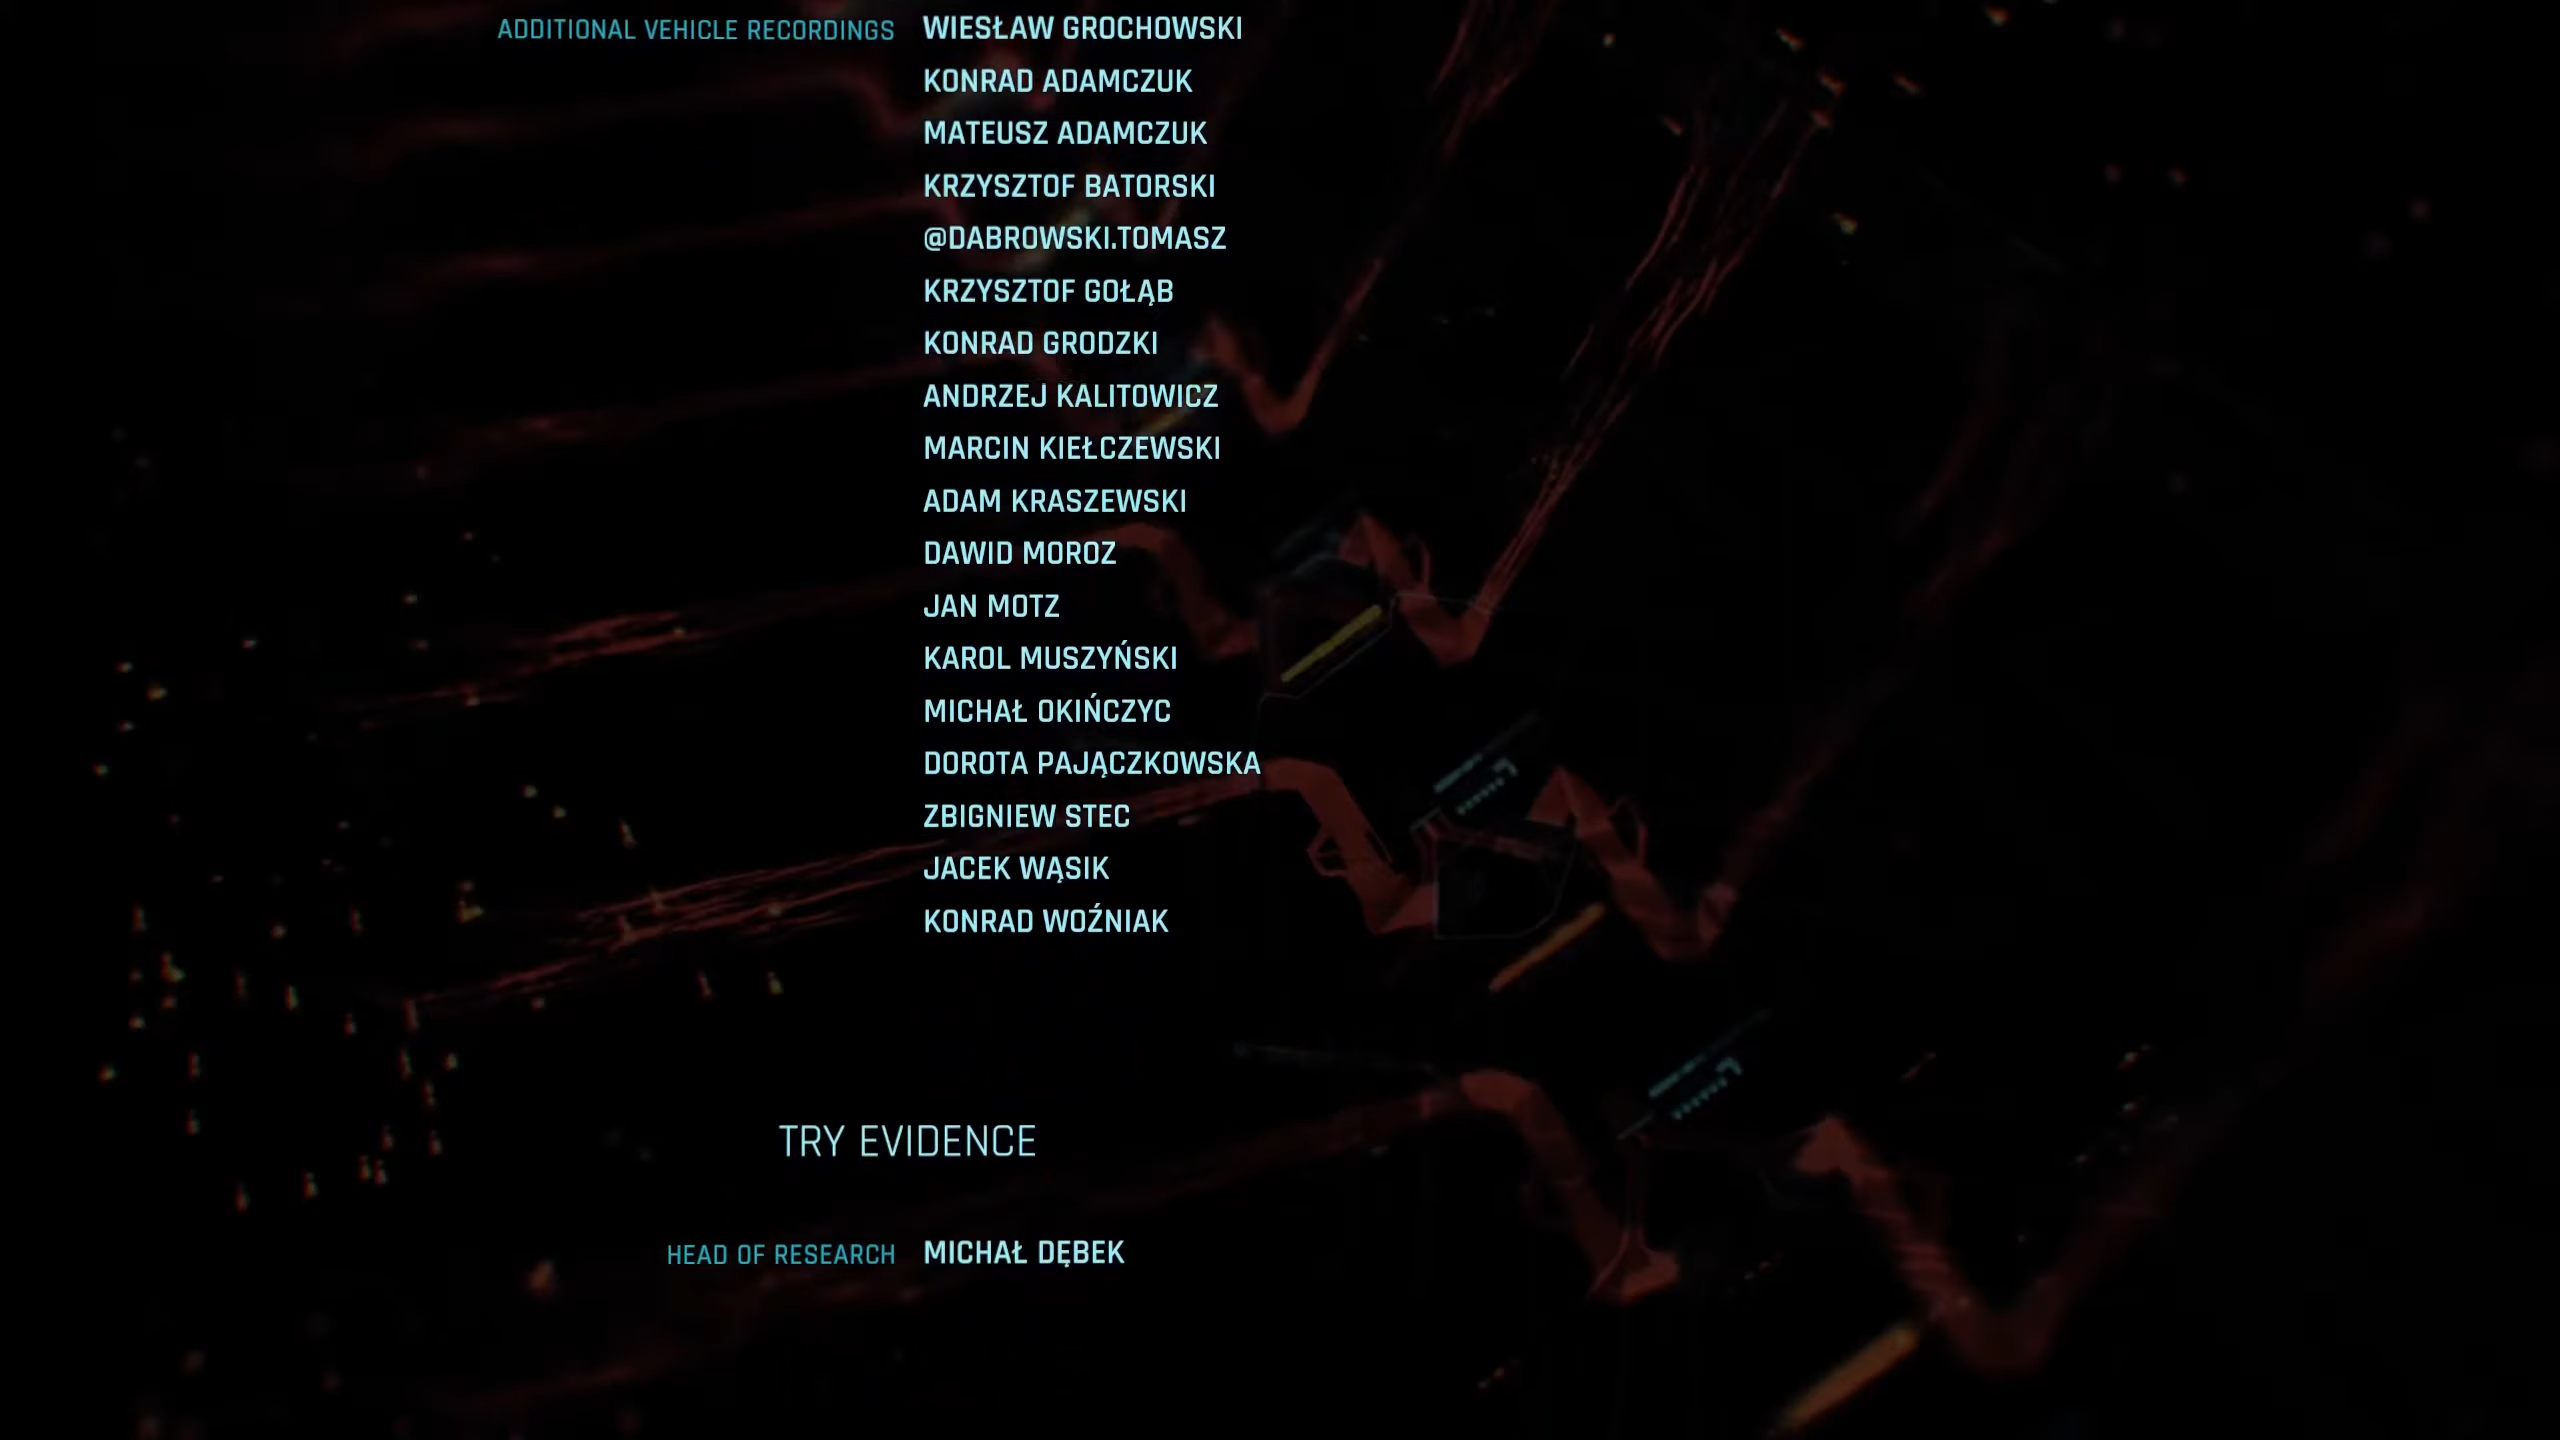 ADDITIONAL VEHICLE RECORDINGS WIESŁAW GROCHOWSKI
KONRAD ADAMCZUK
MATEUSZ ADAMCZUK
KRZYSZTOF BATORSKI
@DABROWSKI.TOMASZ
KRZYSZTOF GOŁĄB
KONRAD GRODZKI
ANDRZEJ KALITOWICZ
MARCIN KIEŁCZEWSKI
ADAM KRASZEWSKI
DAWID MOROZ
JAN MOTZ
KAROL MUSZYŃSKI
MICHAŁ OKIŃCZYC
DOROTA PAJĄCZKOWSKA
ZBIGNIEW STEC
JACEK WĄSIK
KONRAD WOŹNIAK
TRY EVIDENCE
HEAD OF RESEARCH MICHAŁ DĘBEK